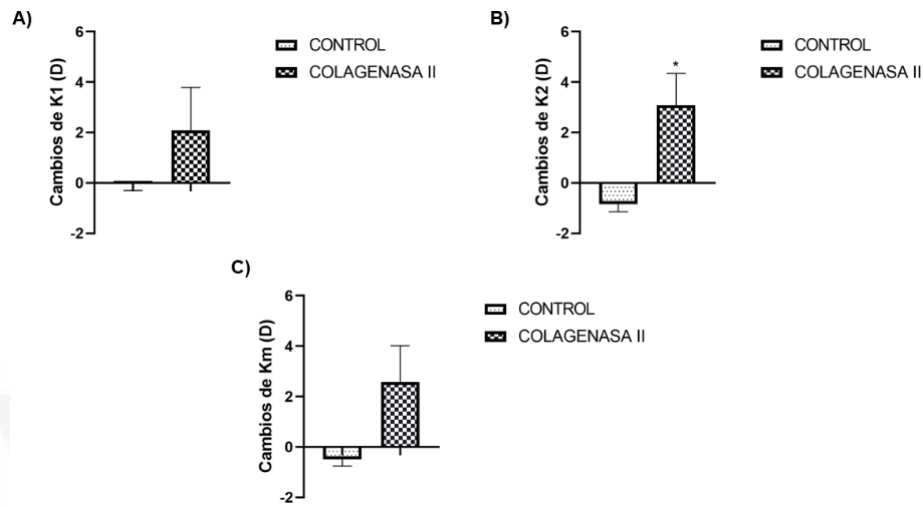 A)
Cambios de K1 (D)
6
4
2
0
-2
CONTROL
COLAGENASA II
B)
Cambios de K2 (D)
6
4
2
0
-2
*
CONTROL
COLAGENASA II
C)
Cambios de Km (D)
6
4
2
0
-2
CONTROL
COLAGENASA II